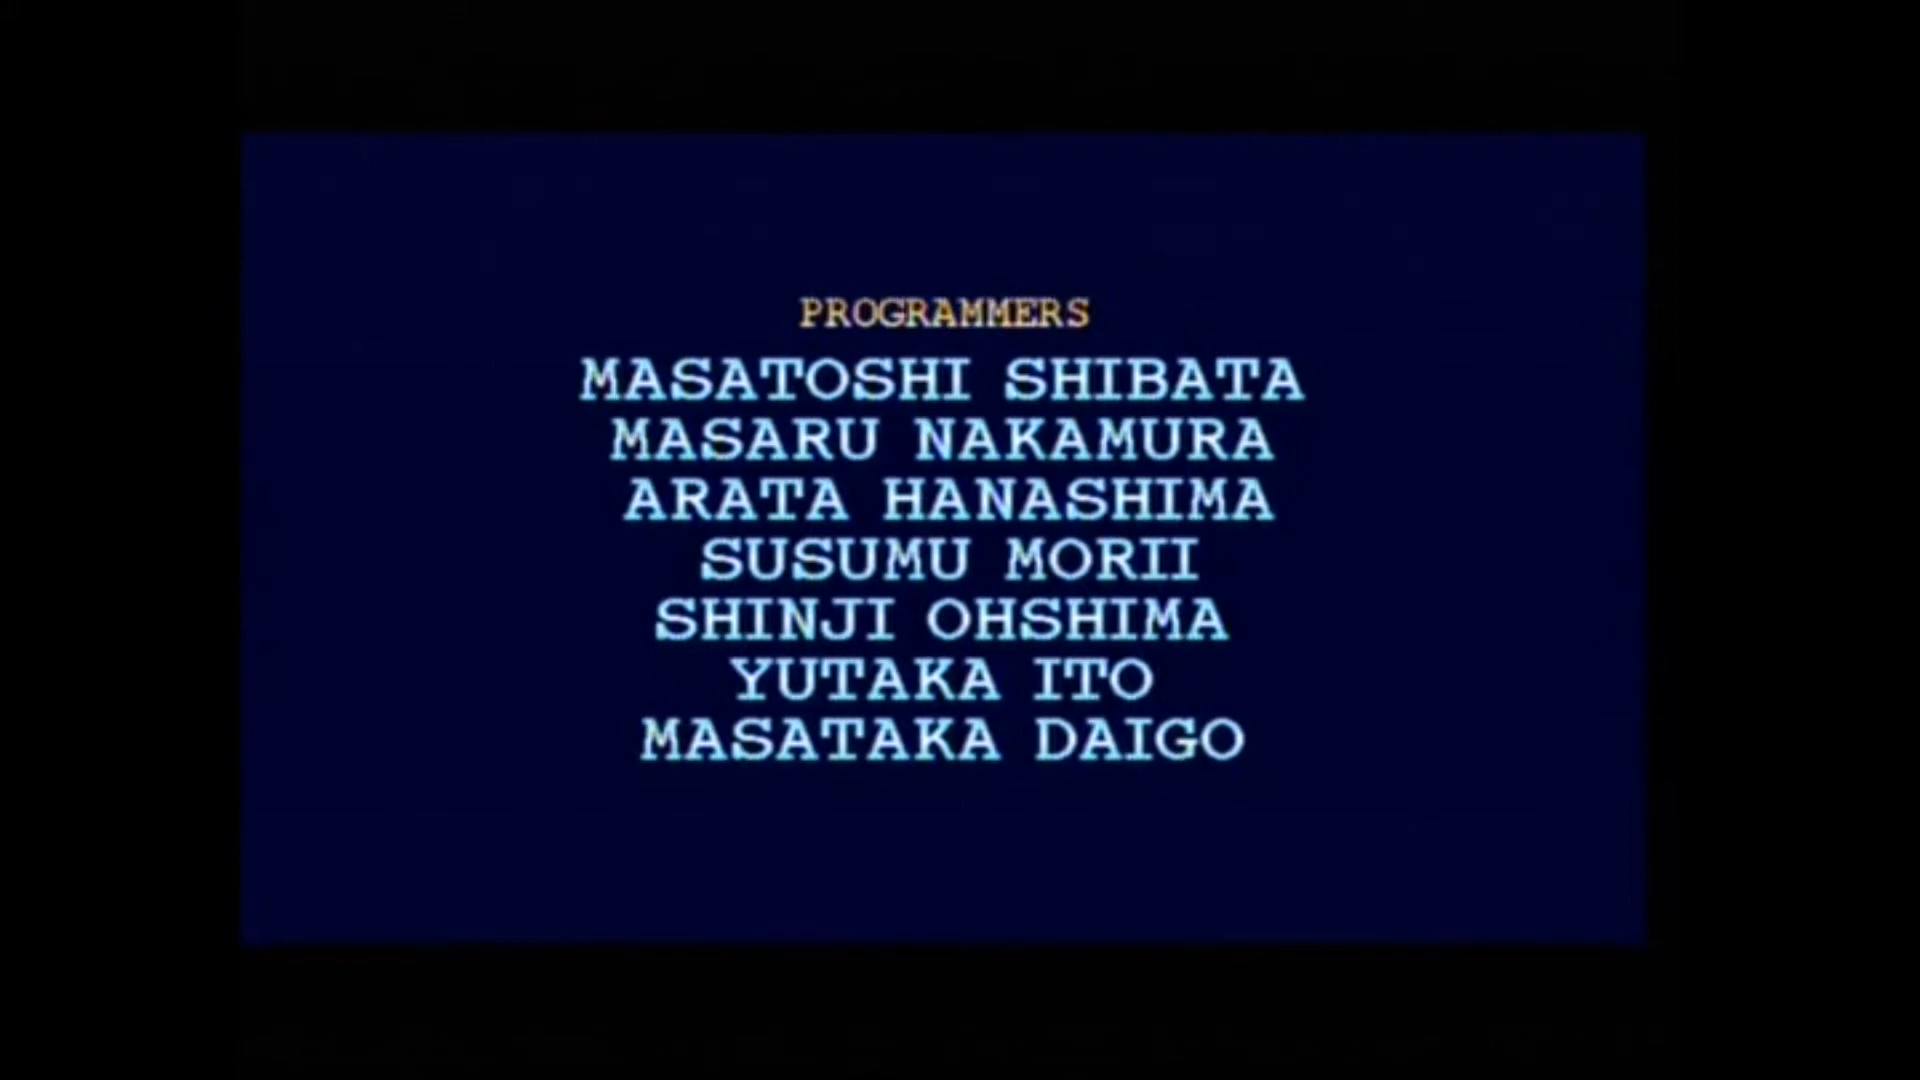 PROGRAMMERS
MASATOSHI SHIBATA
MASARU NAKAMURA
ARATA HANASHIMA
SUSUMU MORII
SHINJI OHSHIMA
YUTAKA ITO
MASATAKA DAIGO